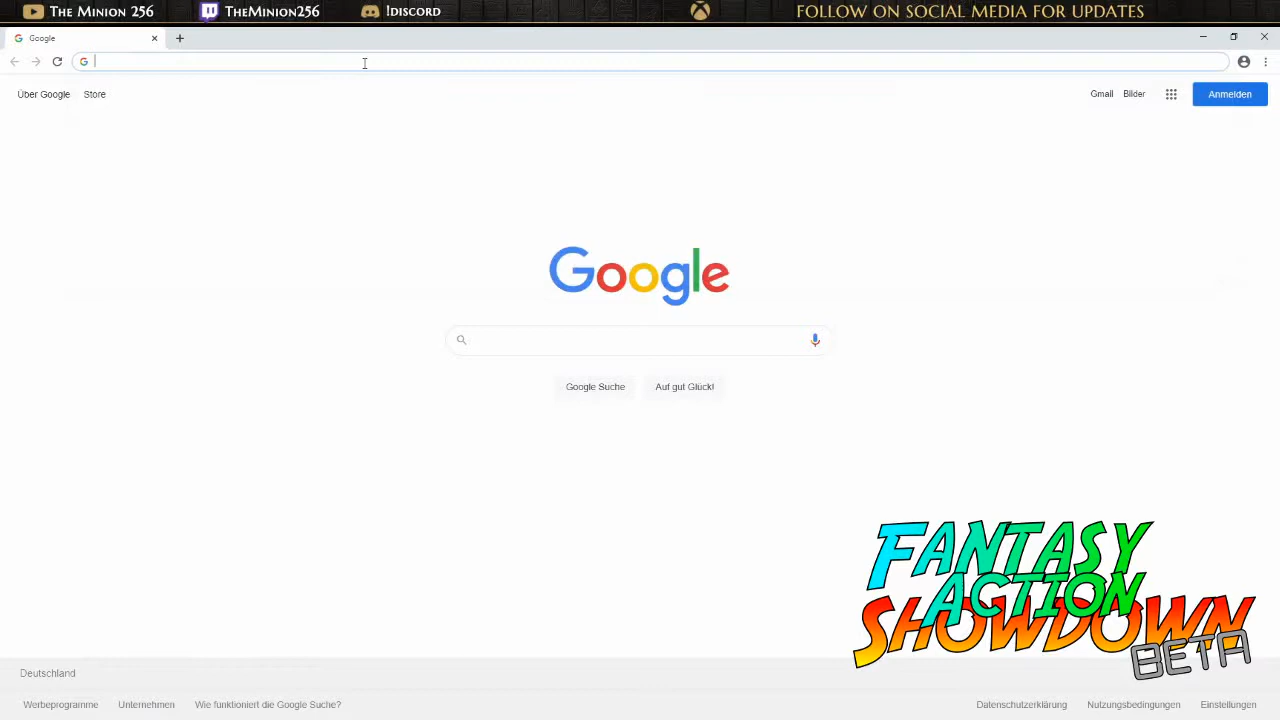 The Minion 256 TheMinion256 !discord FOLLOW ON SOCIAL MEDIA FOR UPDATES
Google
Über Google Store Gmail Bilder Anmelden
Google
Google Suche Auf gut Glück!
FANTASY
ACTION
SHOWDOWN
BETA
Deutschland
Werbeprogramme Unternehmen Wie funktioniert die Google Suche? Datenschutzerklärung Nutzungsbedingungen Einstellungen